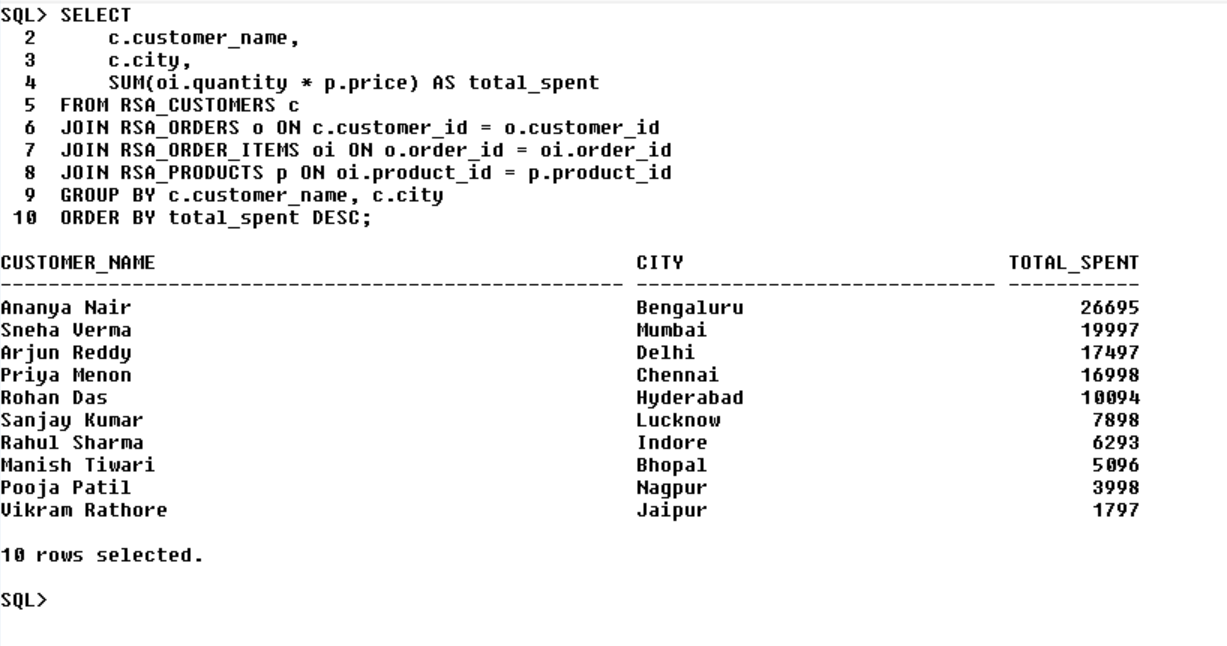 SQL> SELECT
  2      c.customer_name,
  3      c.city,
  4      SUM(oi.quantity * p.price) AS total_spent
  5  FROM RSA_CUSTOMERS c
  6  JOIN RSA_ORDERS o ON c.customer_id = o.customer_id
  7  JOIN RSA_ORDER_ITEMS oi ON o.order_id = oi.order_id
  8  JOIN RSA_PRODUCTS p ON oi.product_id = p.product_id
  9  GROUP BY c.customer_name, c.city
 10  ORDER BY total_spent DESC;
CUSTOMER_NAME                                        CITY                           TOTAL_SPENT
---------------------------------------------------- ------------------------------ -----------
Ananya Nair                                          Bengaluru                            26695
Sneha Verma                                          Mumbai                               19997
Arjun Reddy                                          Delhi                                17497
Priya Menon                                          Chennai                              16998
Rohan Das                                            Hyderabad                            10094
Sanjay Kumar                                         Lucknow                               7898
Rahul Sharma                                         Indore                                6293
Manish Tiwari                                        Bhopal                                5096
Pooja Patil                                          Nagpur                                3998
Vikram Rathore                                       Jaipur                                1797
10 rows selected.
SQL>